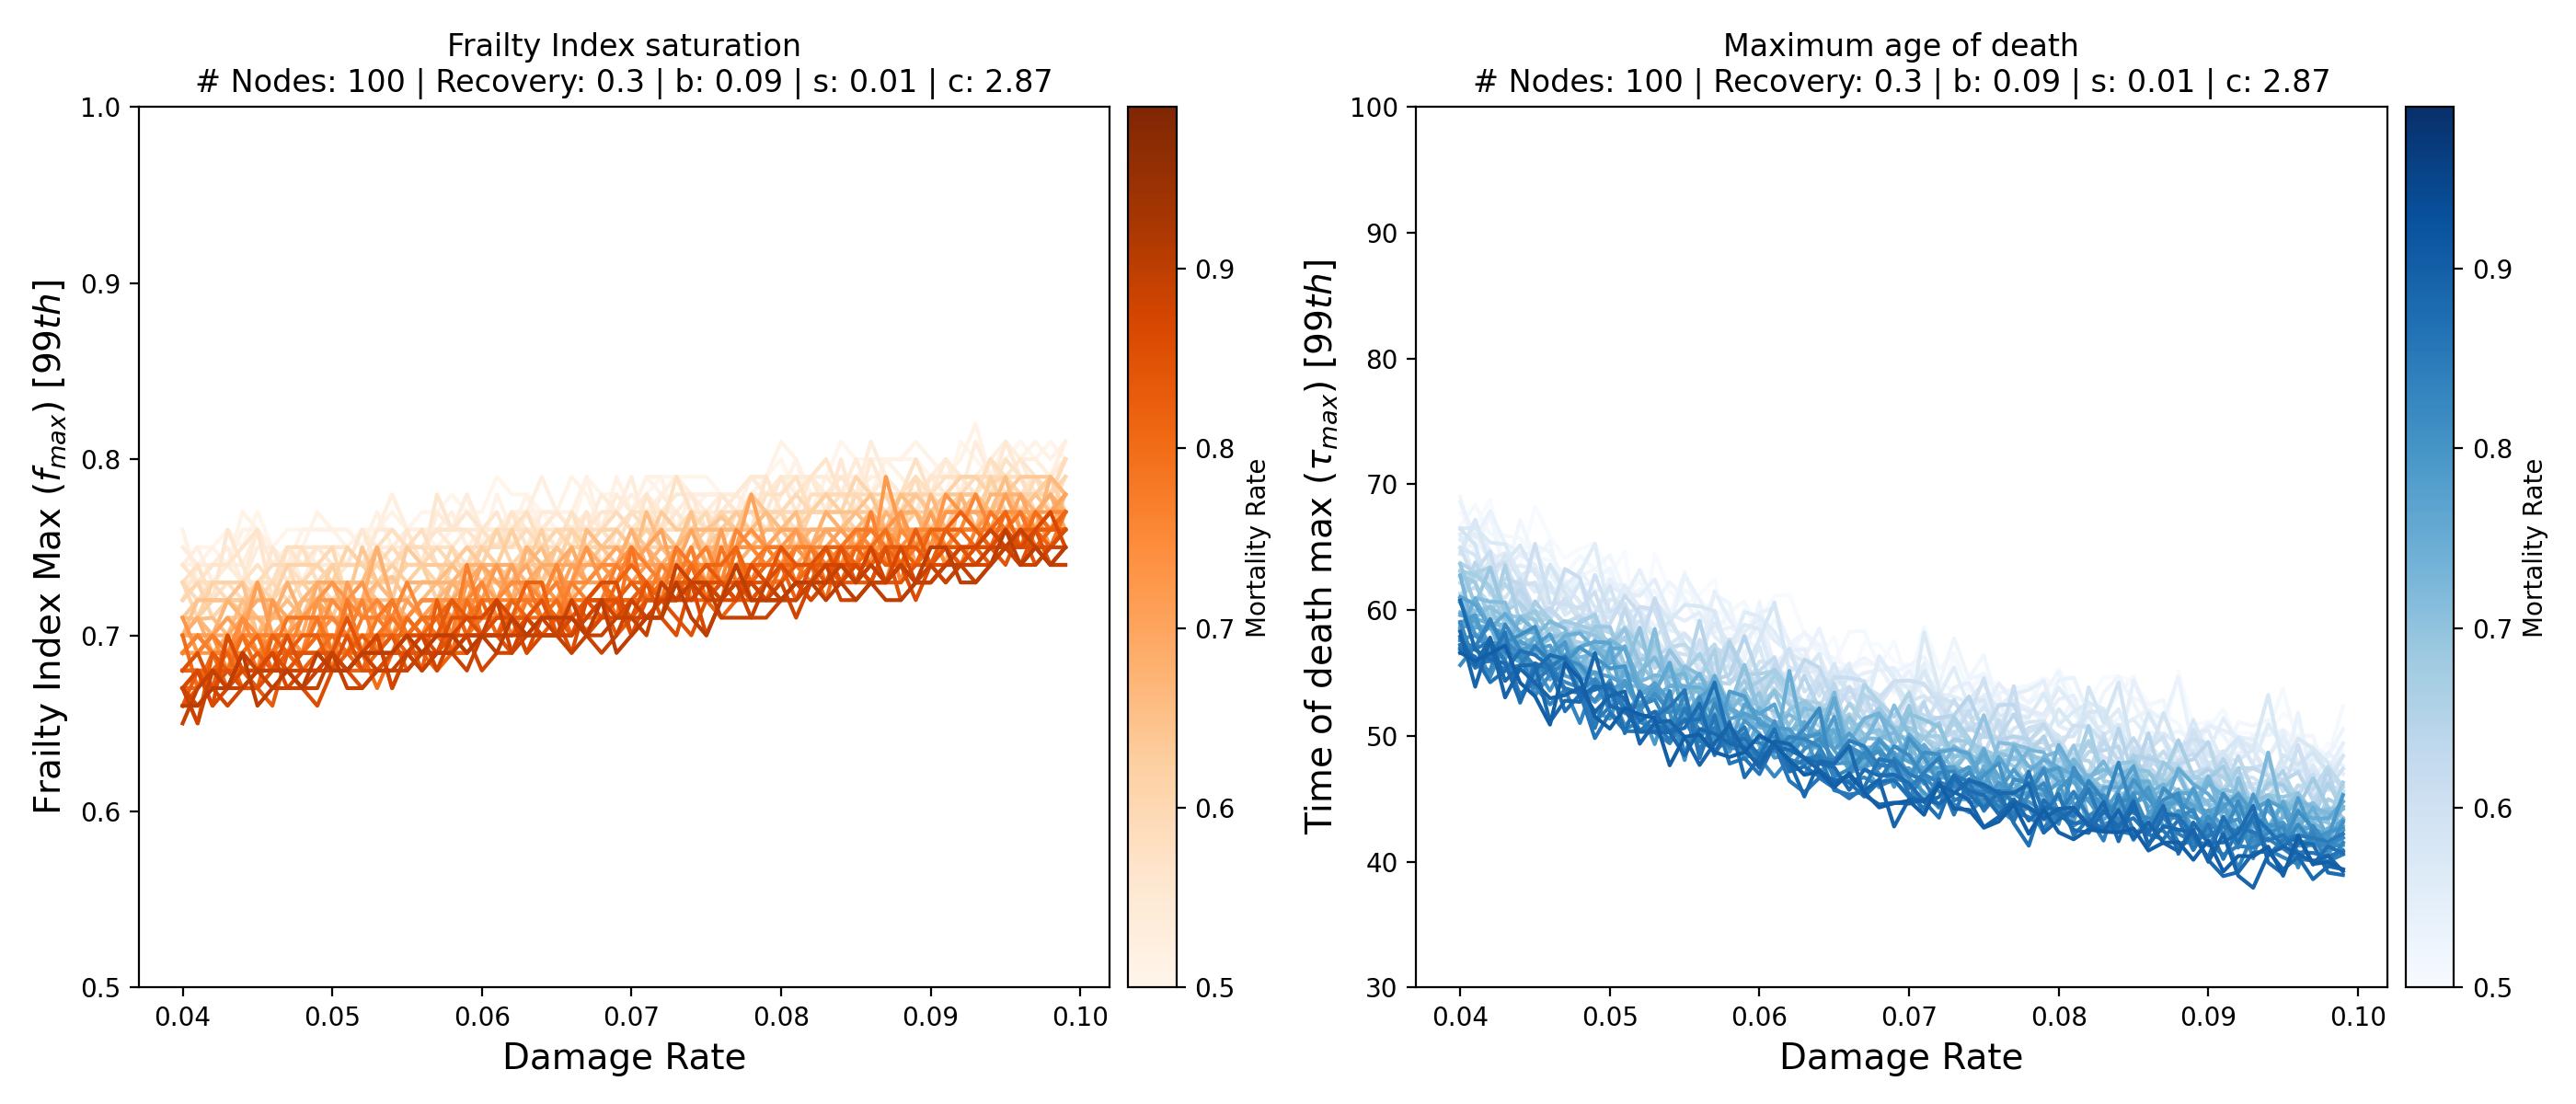 Frailty Index saturation
# Nodes: 100 | Recovery: 0.3 | b: 0.09 | s: 0.01 | c: 2.87
Frailty Index Max (f_max) [99th]
1.0
0.9
0.8
0.7
0.6
0.5
0.04 0.05 0.06 0.07 0.08 0.09 0.10
Damage Rate
0.9
0.8
0.7
0.6
0.5
Mortality Rate
Maximum age of death
# Nodes: 100 | Recovery: 0.3 | b: 0.09 | s: 0.01 | c: 2.87
Time of death max (τ_max) [99th]
100
90
80
70
60
50
40
30
0.04 0.05 0.06 0.07 0.08 0.09 0.10
Damage Rate
0.9
0.8
0.7
0.6
0.5
Mortality Rate